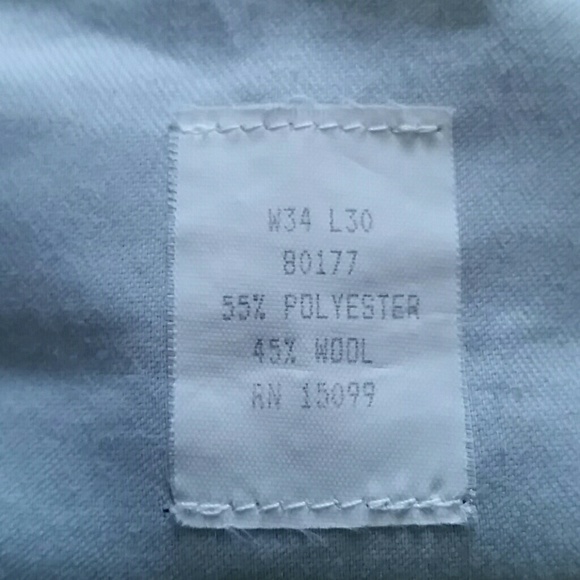 W34 L30
80177
55% POLYESTER
45% WOOL
RN 15099